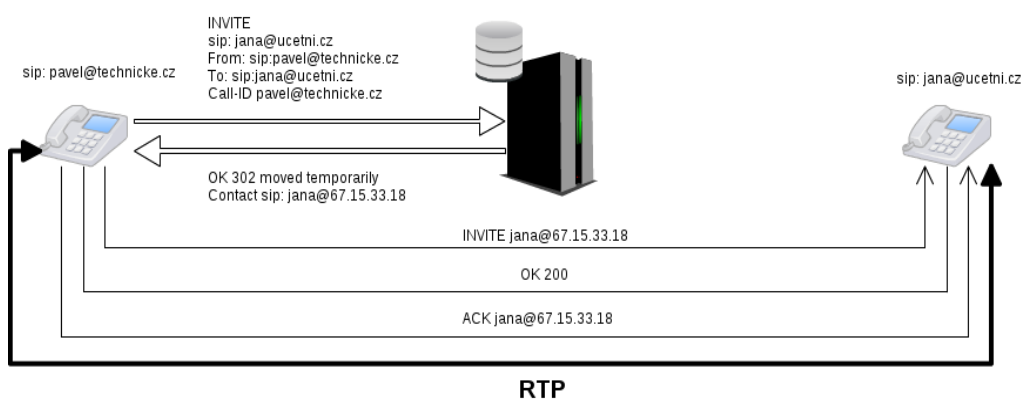 INVITE
sip: jana@ucetni.cz
From: sip:pavel@technicke.cz
To: sip:jana@ucetni.cz
Call-ID pavel@technicke.cz
sip: pavel@technicke.cz
sip: jana@ucetni.cz
OK 302 moved temporarily
Contact sip: jana@67.15.33.18
INVITE jana@67.15.33.18
OK 200
ACK jana@67.15.33.18
RTP